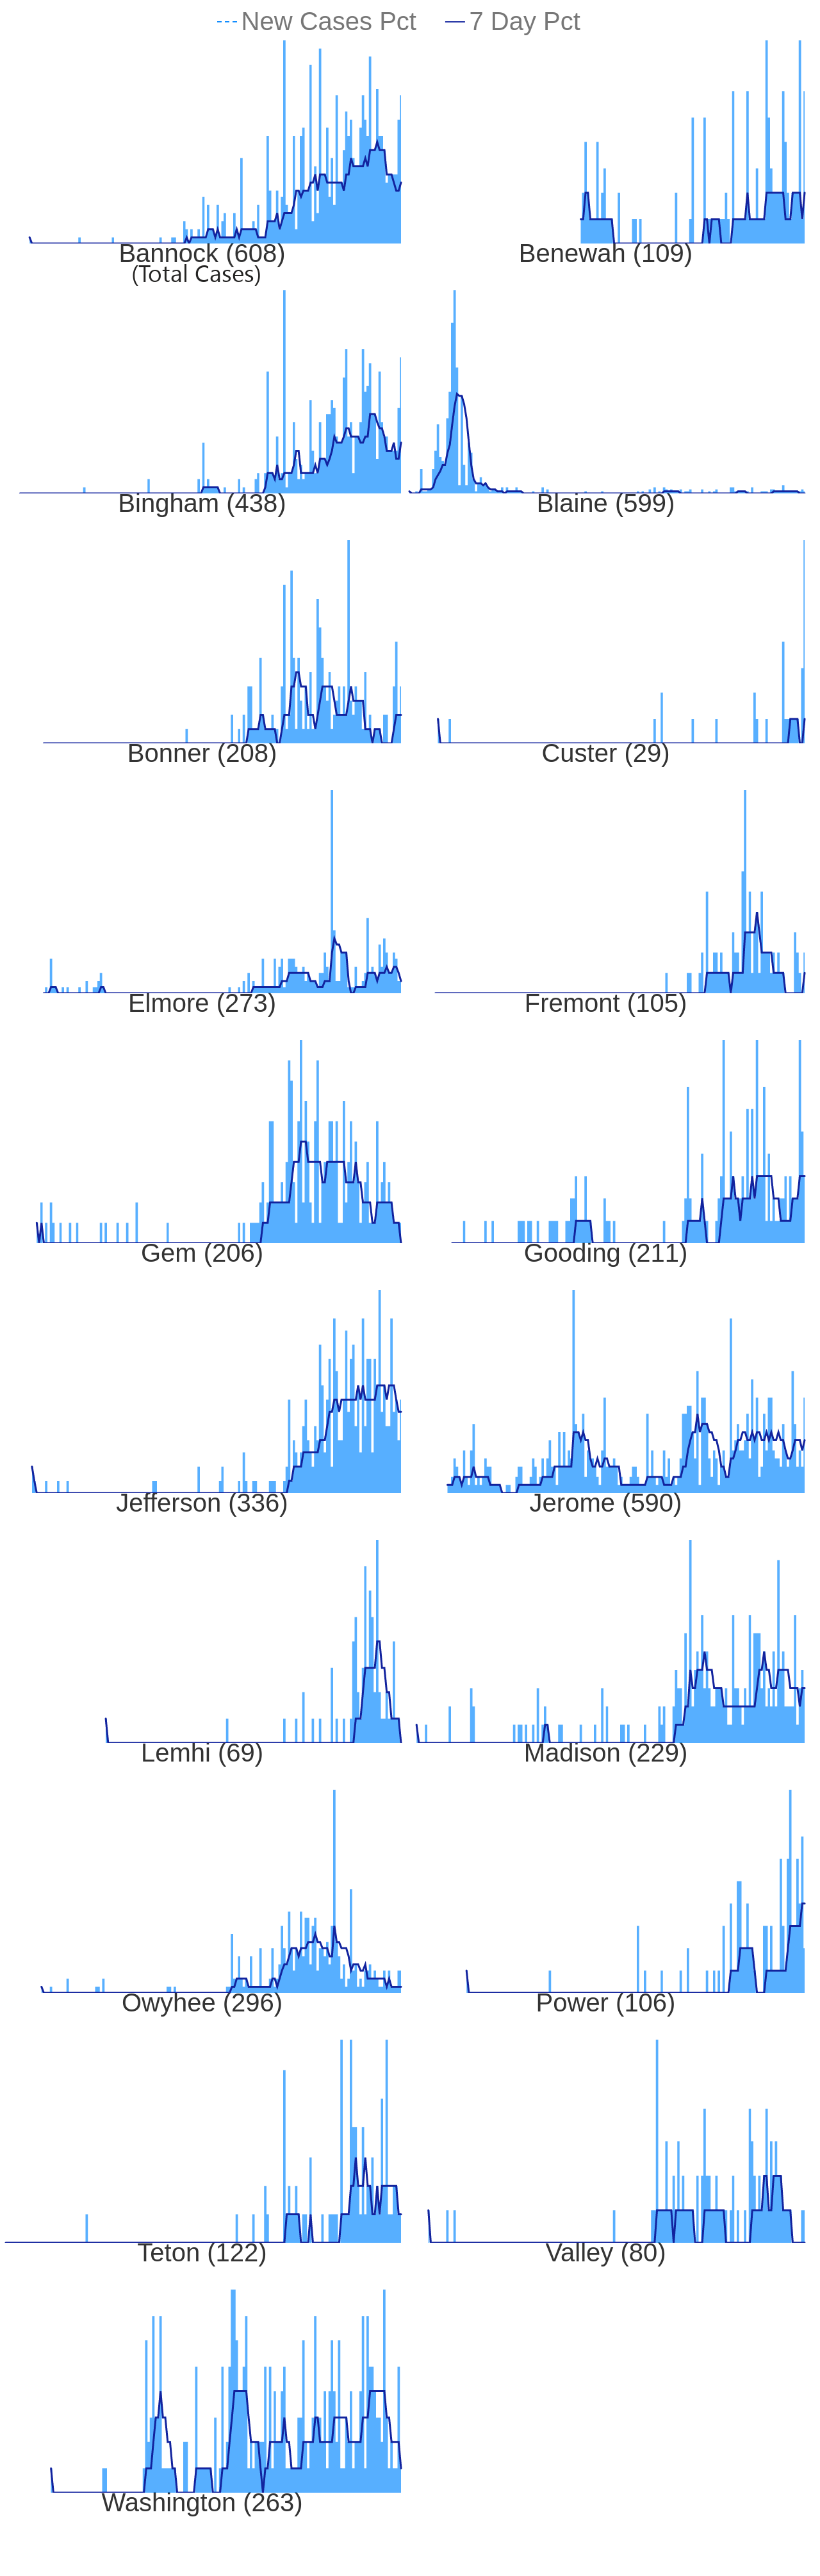 New Cases Pct 7 Day Pct
Bannock (608) Benewah (109)
(Total Cases)
Bingham (438) Blaine (599)
Bonner (208) Custer (29)
Elmore (273) Fremont (105)
Gem (206) Gooding (211)
Jefferson (336) Jerome (590)
Lemhi (69) Madison (229)
Owyhee (296) Power (106)
Teton (122) Valley (80)
Washington (263)